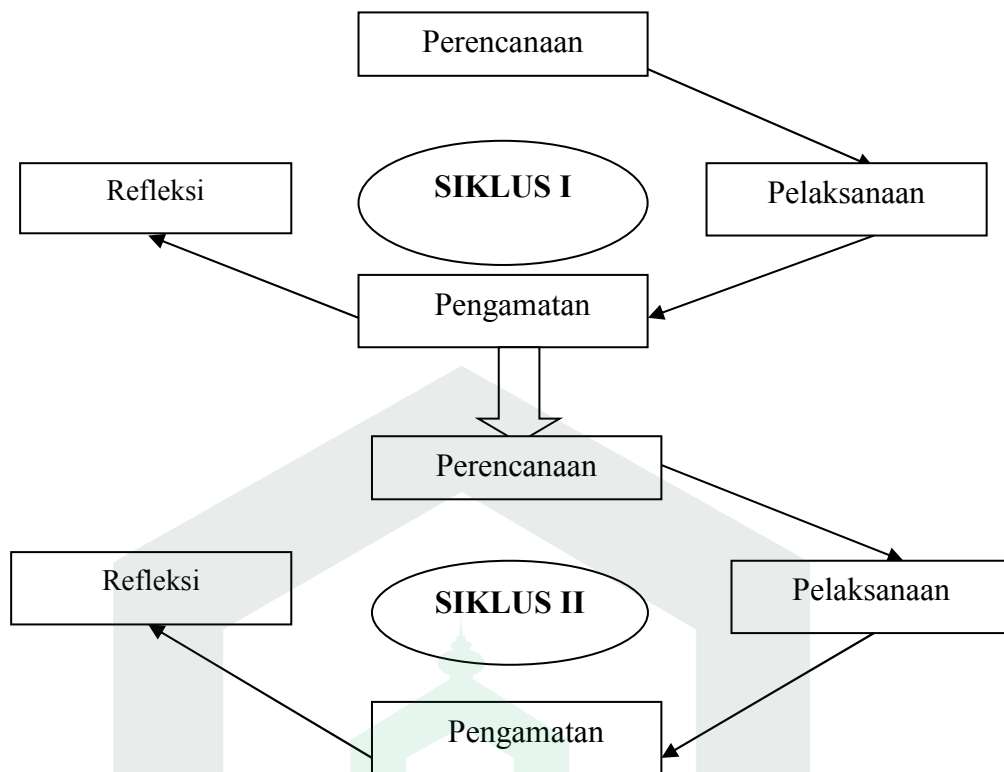 Perencanaan
Refleksi
SIKLUS I
Pelaksanaan
Pengamatan
Perencanaan
Refleksi
SIKLUS II
Pelaksanaan
Pengamatan